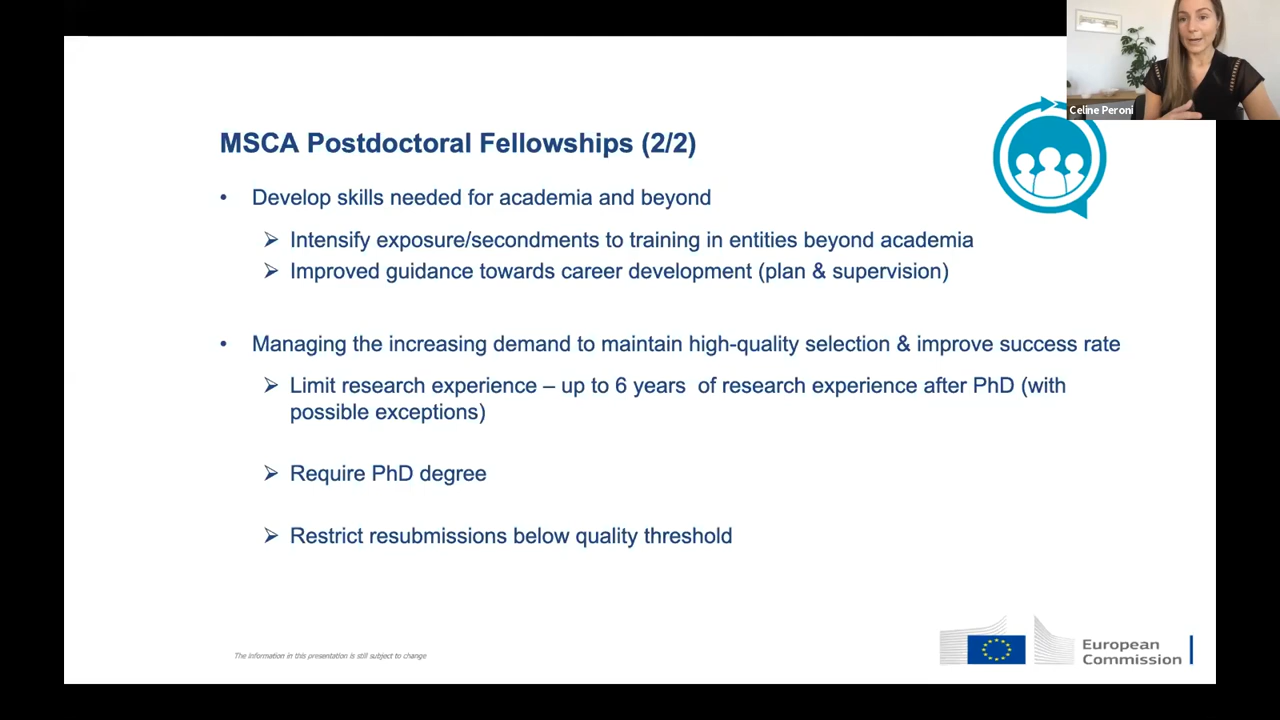 Celine Peroni
MSCA Postdoctoral Fellowships (2/2)
• Develop skills needed for academia and beyond
➢ Intensify exposure/secondments to training in entities beyond academia
➢ Improved guidance towards career development (plan & supervision)
• Managing the increasing demand to maintain high-quality selection & improve success rate
➢ Limit research experience – up to 6 years of research experience after PhD (with
possible exceptions)
➢ Require PhD degree
➢ Restrict resubmissions below quality threshold
The information in this presentation is still subject to change
European
Commission